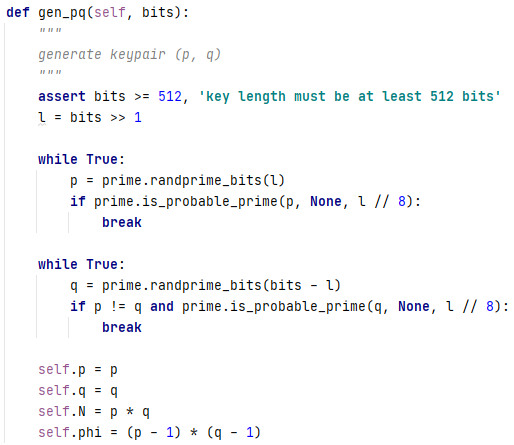 def gen_pq(self, bits):
    """
    generate keypair (p, q)
    """
    assert bits >= 512, 'key length must be at least 512 bits'
    l = bits >> 1

    while True:
        p = prime.randprime_bits(l)
        if prime.is_probable_prime(p, None, l // 8):
            break

    while True:
        q = prime.randprime_bits(bits - l)
        if p != q and prime.is_probable_prime(q, None, l // 8):
            break

    self.p = p
    self.q = q
    self.N = p * q
    self.phi = (p - 1) * (q - 1)